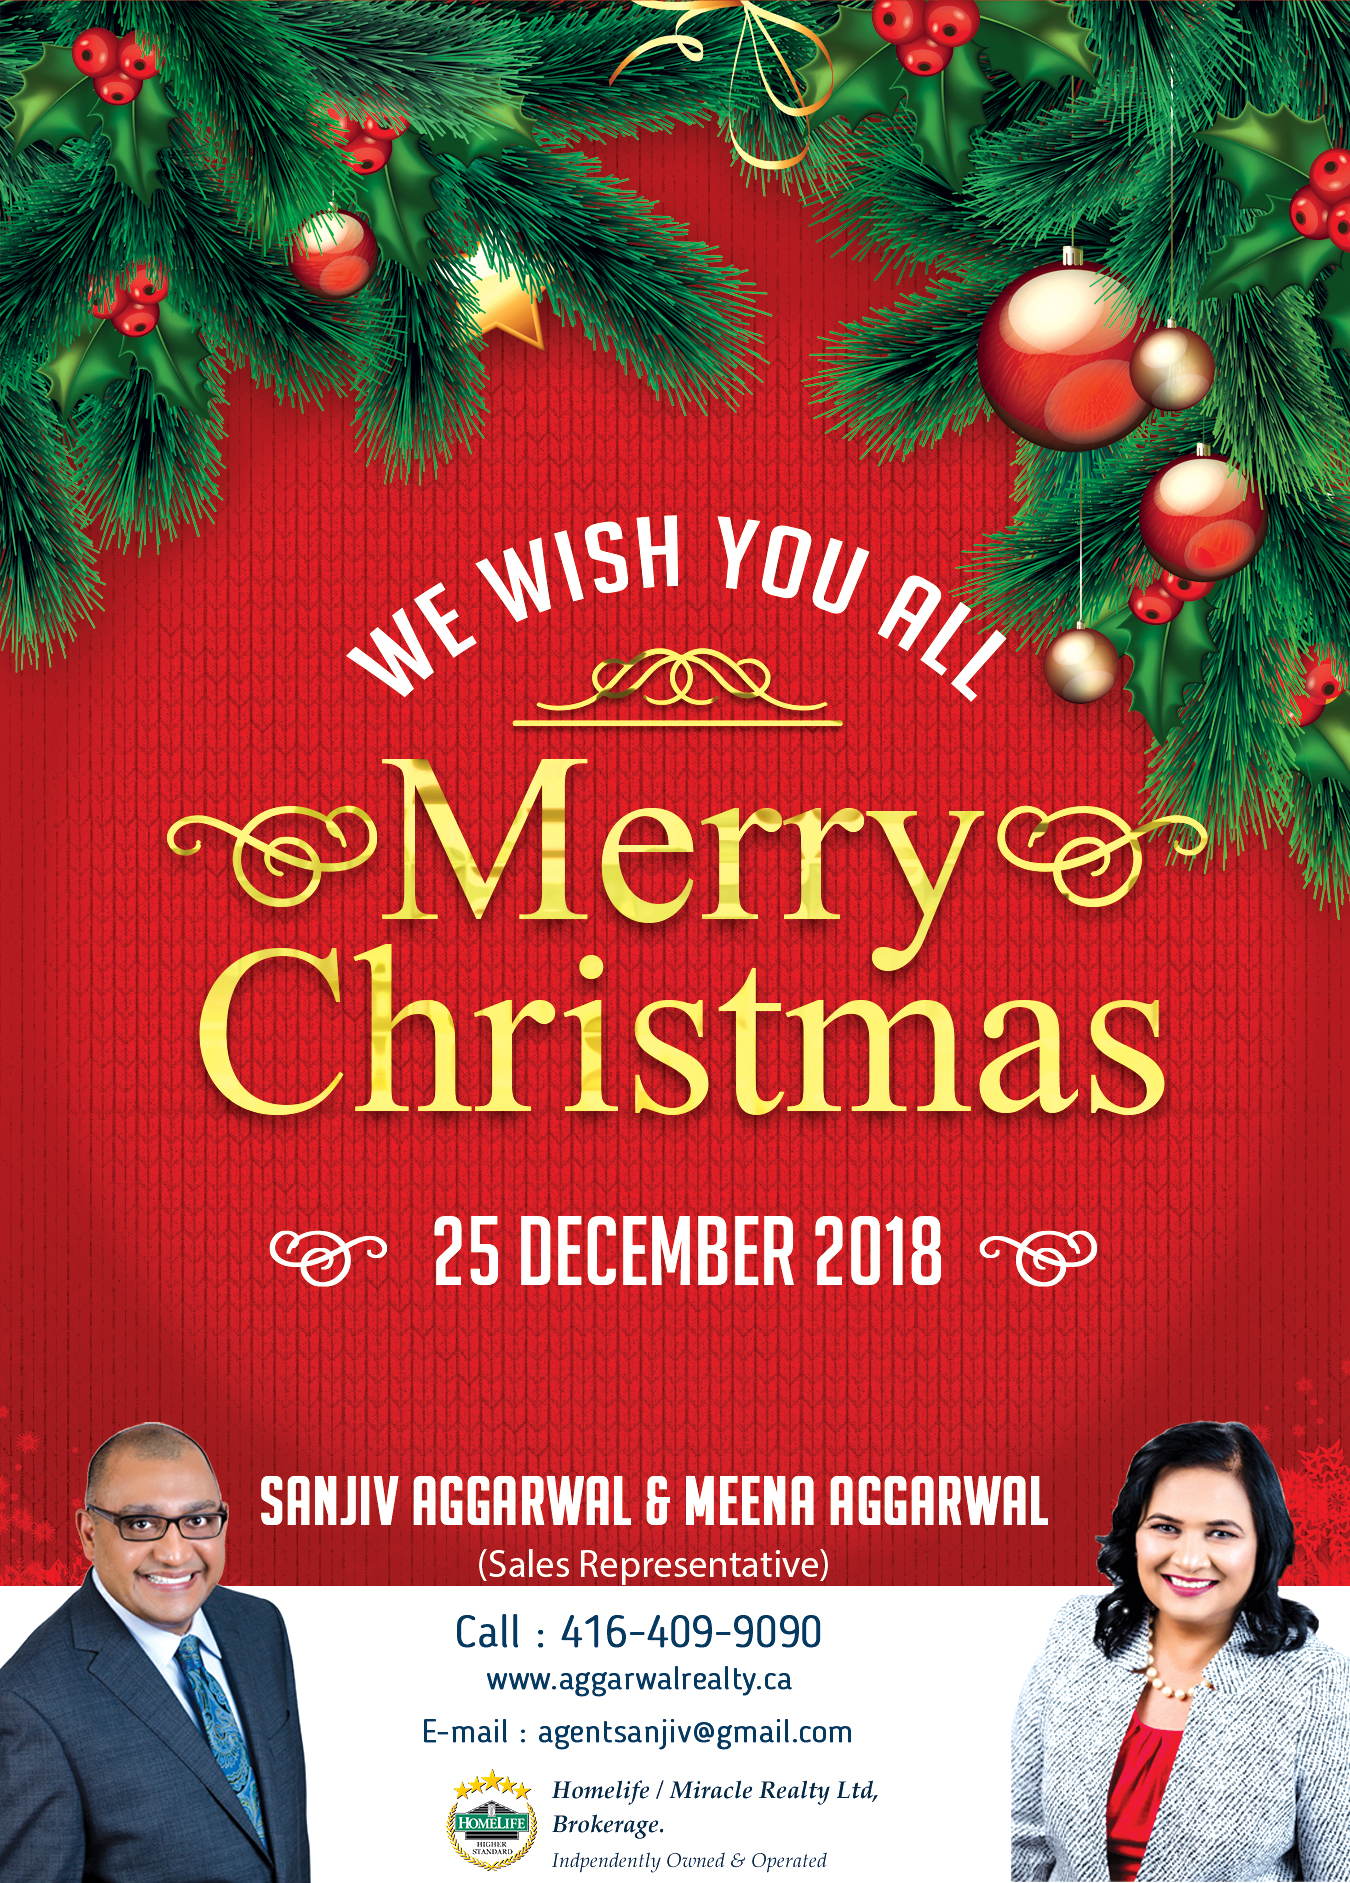 WE WISH YOU ALL
Merry
Christmas
25 DECEMBER 2018
SANJIV AGGARWAL & MEENA AGGARWAL
(Sales Representative)
Call : 416-409-9090
www.aggarwalrealty.ca
E-mail : agentsanjiv@gmail.com
HOMELIFE
HIGHER
STANDARD
Homelife / Miracle Realty Ltd,
Brokerage.
Indpendently Owned & Operated